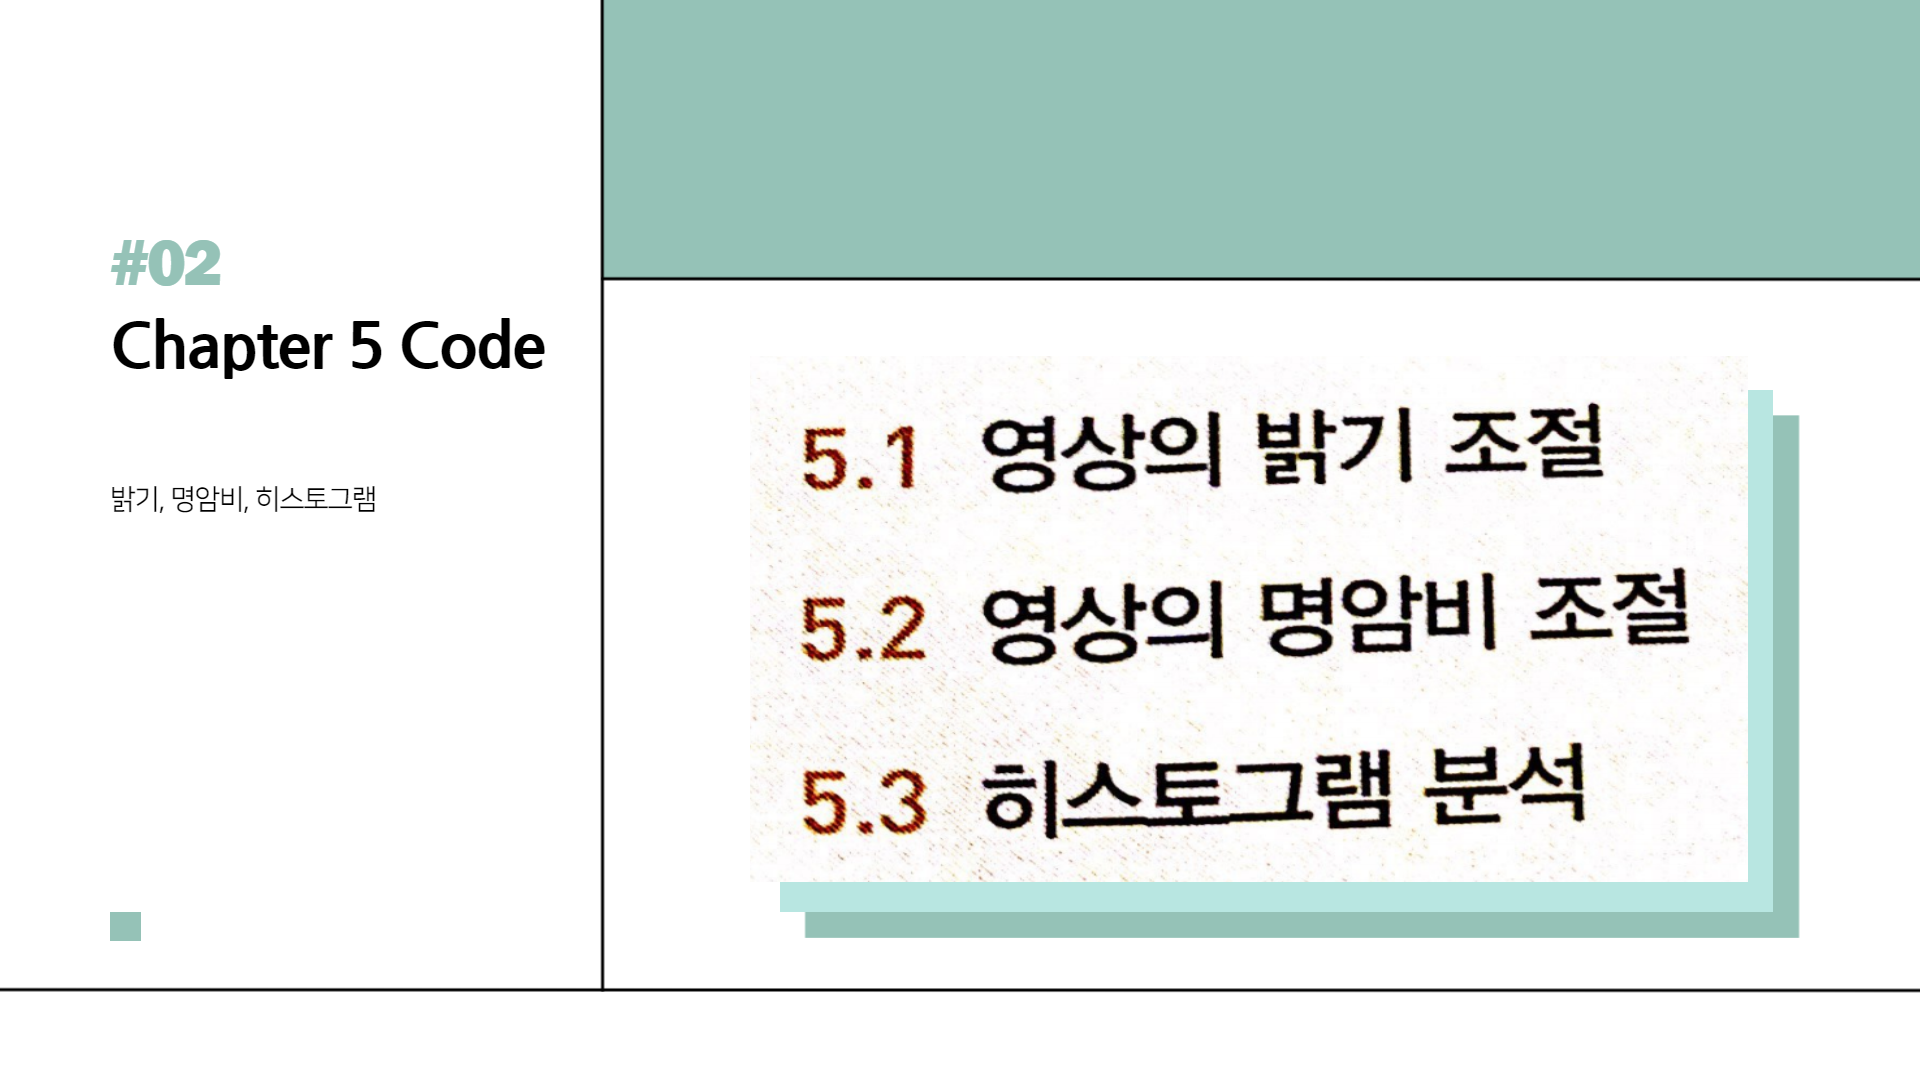 #02
Chapter 5 Code
밝기, 명암비, 히스토그램
5.1 영상의 밝기 조절
5.2 영상의 명암비 조절
5.3 히스토그램 분석